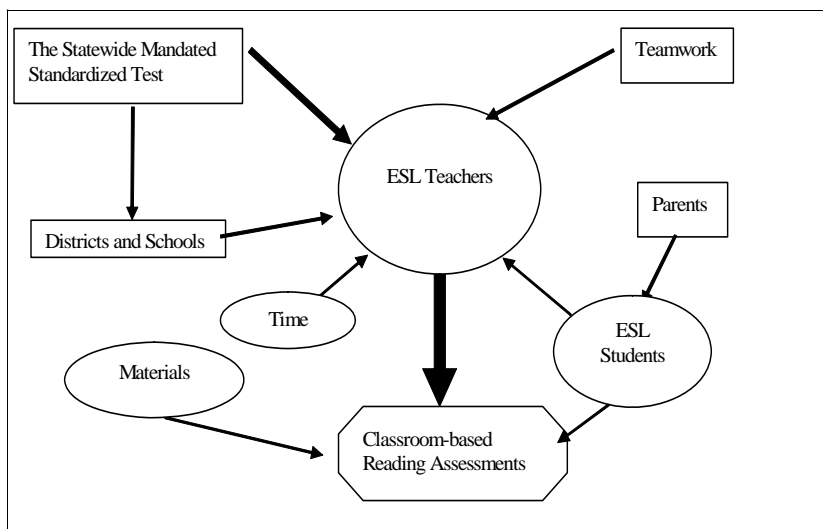 The Statewide Mandated
Standardized Test
Teamwork
ESL Teachers
Parents
Districts and Schools
Time
ESL
Students
Materials
Classroom-based
Reading Assessments